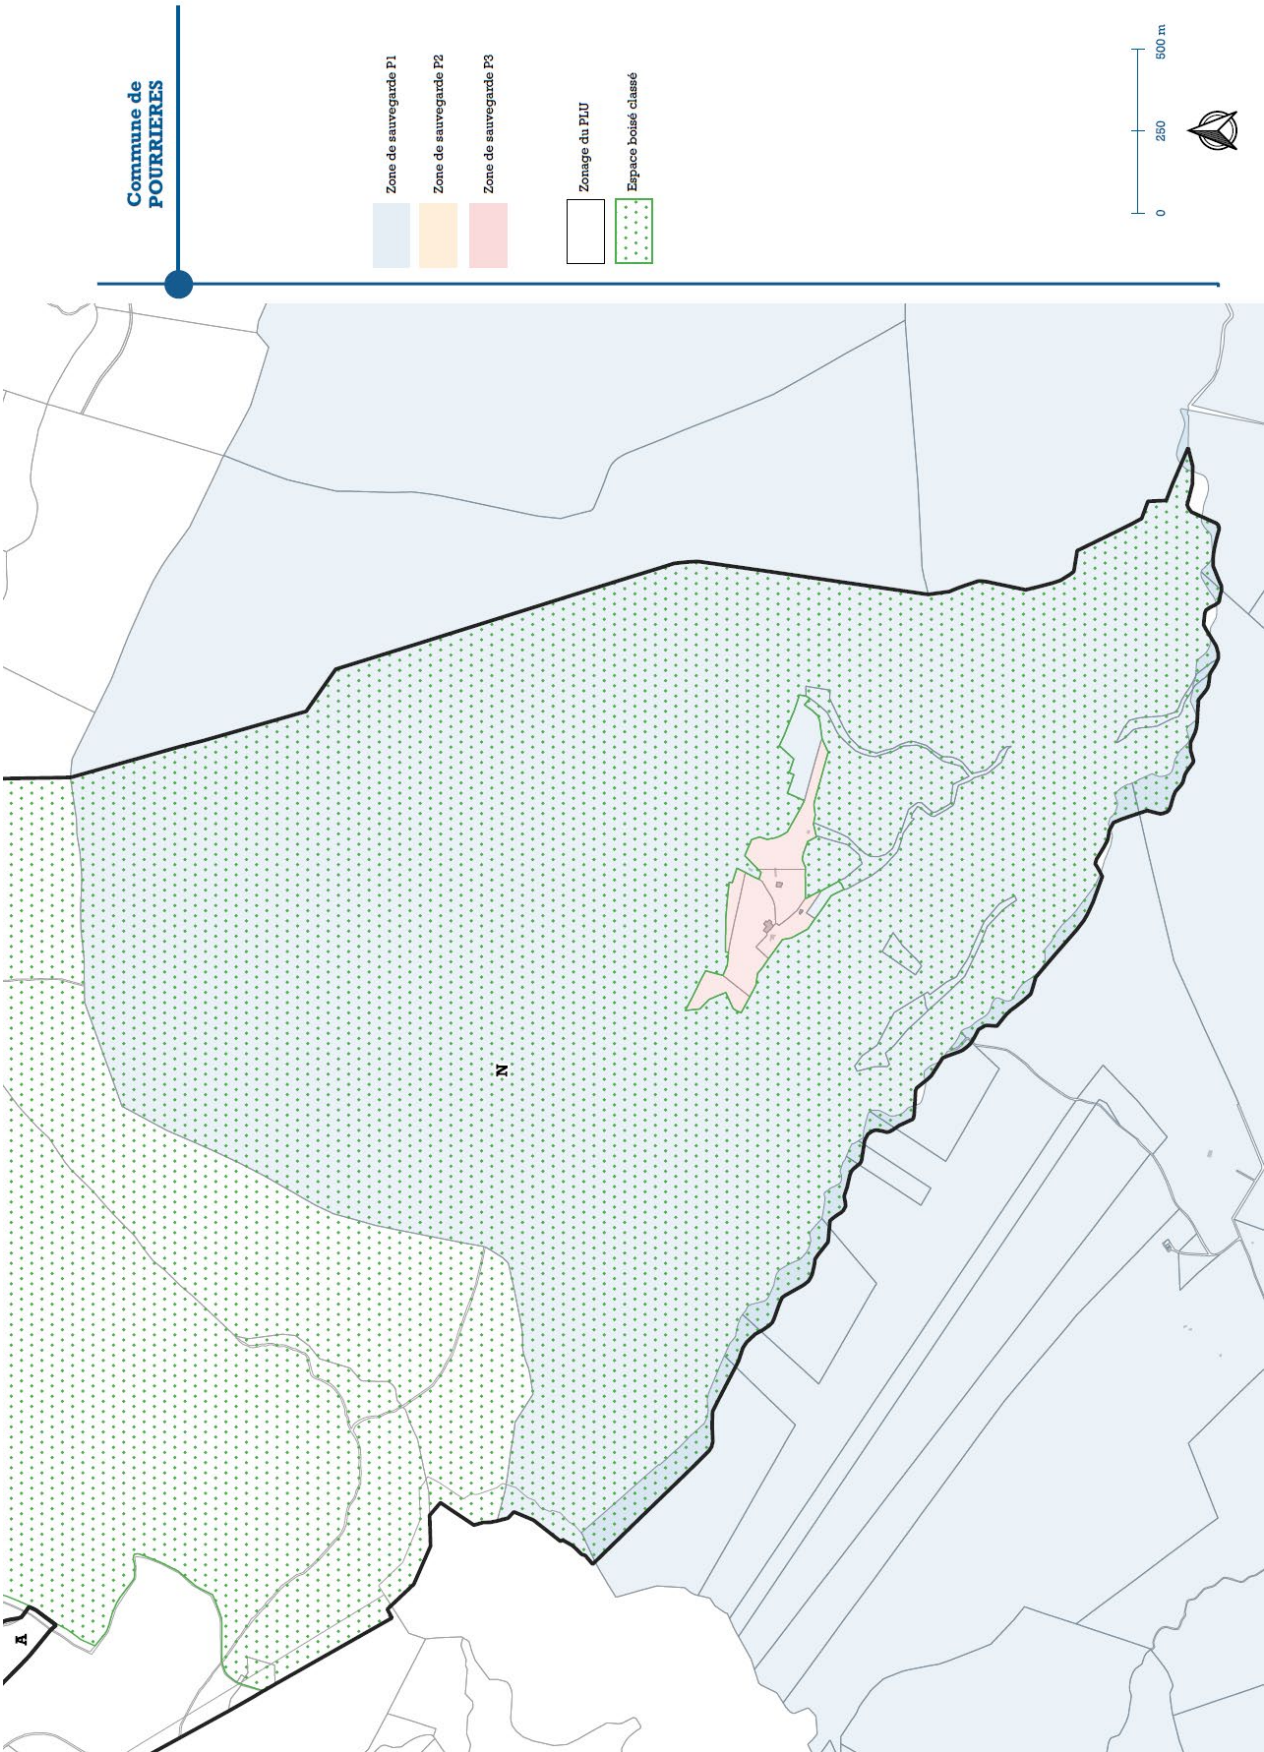 Commune de
POURRIERES
Zone de sauvegarde P1
Zone de sauvegarde P2
Zone de sauvegarde P3
Zonage du PLU
Espace boisé classé
0 250 500 m
N
A